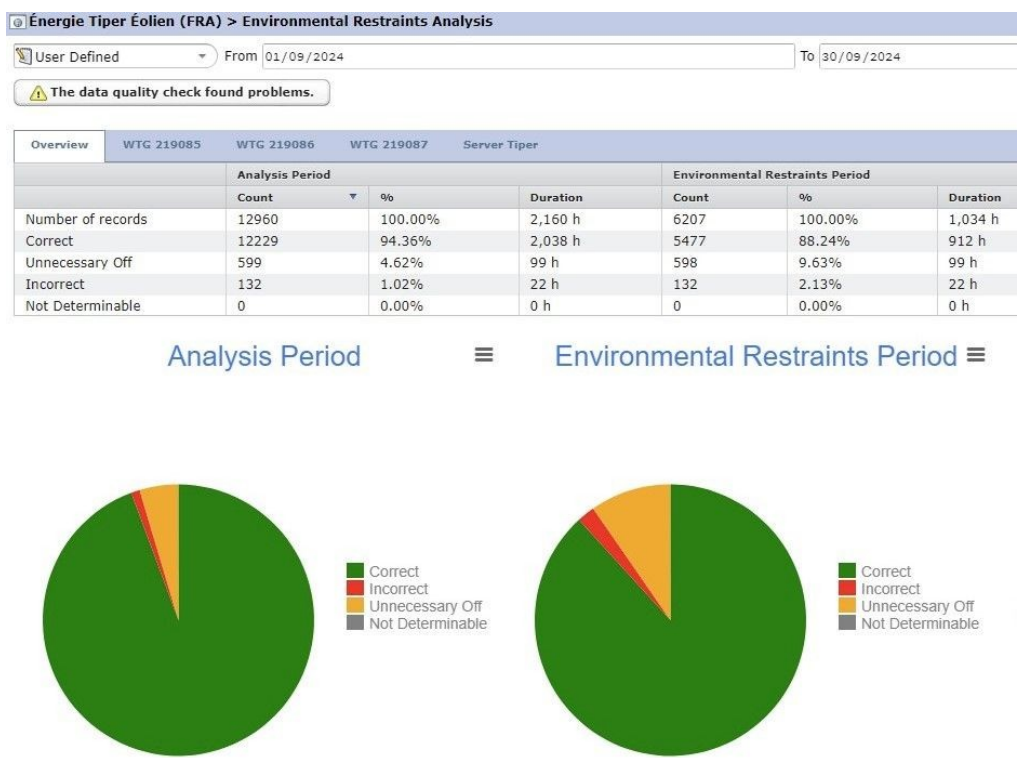 Énergie Tiper Éolien (FRA) > Environmental Restraints Analysis
User Defined From 01/09/2024 To 30/09/2024
The data quality check found problems.
Overview WTG 219085 WTG 219086 WTG 219087 Server Tiper
Analysis Period Environmental Restraints Period
Count % Duration Count % Duration
Number of records 12960 100.00% 2,160 h 6207 100.00% 1,034 h
Correct 12229 94.36% 2,038 h 5477 88.24% 912 h
Unnecessary Off 599 4.62% 99 h 598 9.63% 99 h
Incorrect 132 1.02% 22 h 132 2.13% 22 h
Not Determinable 0 0.00% 0 h 0 0.00% 0 h
Analysis Period Environmental Restraints Period
Correct
Incorrect
Unnecessary Off
Not Determinable
Correct
Incorrect
Unnecessary Off
Not Determinable